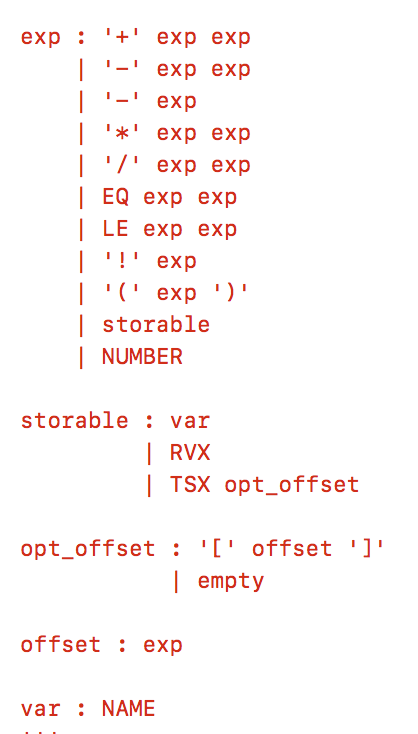 exp : '+' exp exp
| '-' exp exp
| '-' exp
| '*' exp exp
| '/' exp exp
| EQ exp exp
| LE exp exp
| '!' exp
| '(' exp ')'
| storable
| NUMBER
storable : var
| RVX
| TSX opt_offset
opt_offset : '[' offset ']'
| empty
offset : exp
var : NAME